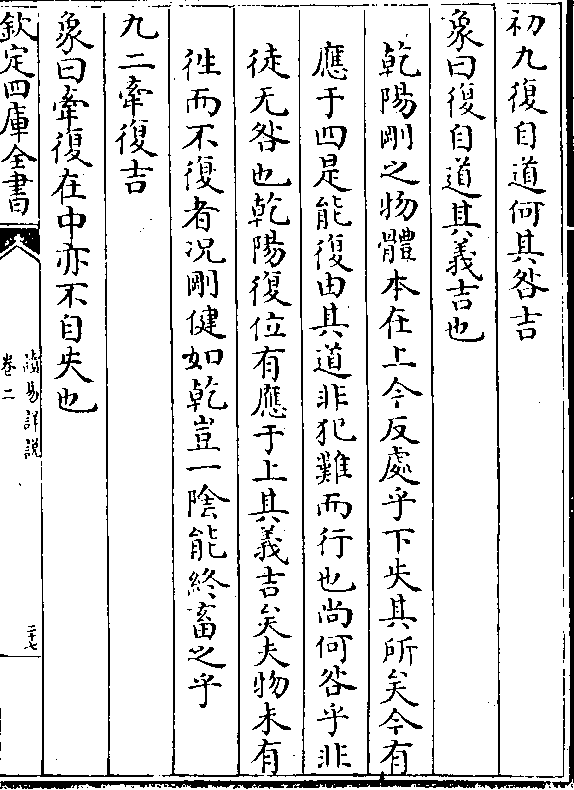 初九復自道何其咎吉
象曰復自道其義吉也
乾陽剛之物體本在上今反處乎下失其所矣今有
應于四是能復由其道非犯難而行也尚何咎乎非
徒无咎也乾陽復位有應于上其義吉矣夫物未有
徃而不復者况剛健如乾豈一陰能終畜之乎
九二牽復吉
象曰牽復在中亦不自失也
欽定四庫全書
讀易詳說
卷二
二十七